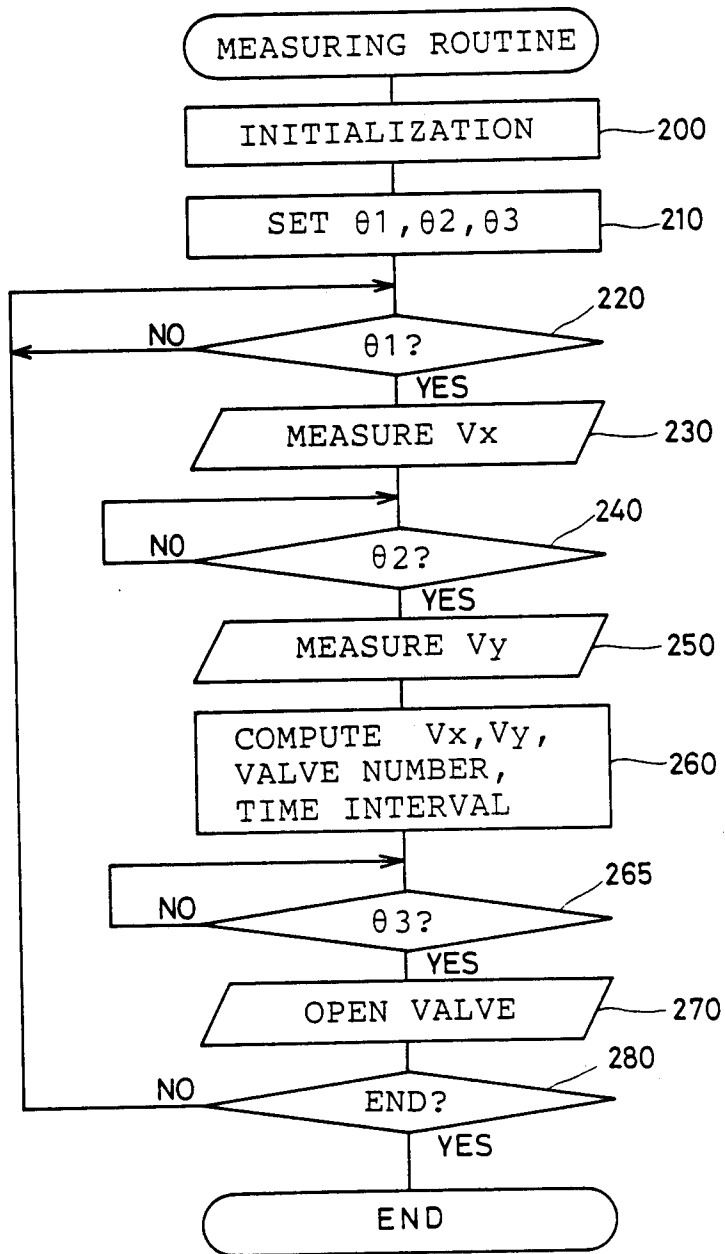 MEASURING ROUTINE
INITIALIZATION
200
SET θ1,θ2,θ3
210
220
NO
θ1?
YES
MEASURE Vx
230
240
NO
θ2?
YES
MEASURE Vy
250
COMPUTE Vx,Vy,
VALVE NUMBER,
TIME INTERVAL
260
265
NO
θ3?
YES
OPEN VALVE
270
280
NO
END?
YES
END